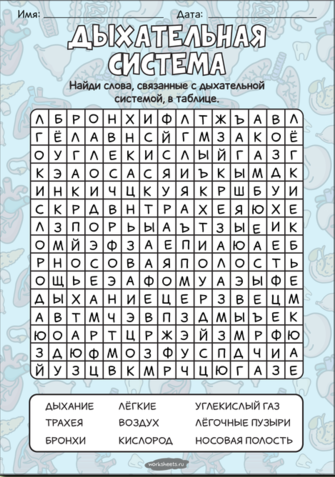 Имя: Дата:
ДЫХАТЕЛЬНАЯ
СИСТЕМА
Найди слова, связанные с дыхательной
системой, в таблице.
Л Б Р О Н Х И Ф Л Т Ж Ъ А В Л
Г Ё Л А В Н С Й Г М З А К О Ё
О У Г Л Е К И С Л Ы Й Г А З Г
К Э А О С А С Я И Ъ К Ы М Д К
И Н К И Ч Ц К У Я К Р Ш Б У И
С К Р Д В Н Т Р А Х Е Я Ю Х Е
Л З П О Р Ь Ы А Ъ Т З Ы Е И К
О М Й Э Ф З А Е П И А Ю А Е Б
Р Н О С О В А Я П О Л О С Т Ь
О Щ Ь Е Э А Ф О М У А Э Ы Ф Е
Д Ы Х А Н И Е Ц Е Р З В Е Ц М
А В Т М Ч Э В П З Д М Ы Ъ Е К
Ю О А Р Т Ц Р Ж Э Й З М Р Ф Ю
З Д Ю Ф М О З Ф У С П Д Ч И А
Й У З Ц В К М Р Ч Ц Ю Г А З Е
ДЫХАНИЕ ЛЁГКИЕ УГЛЕКИСЛЫЙ ГАЗ
ТРАХЕЯ ВОЗДУХ ЛЁГОЧНЫЕ ПУЗЫРИ
БРОНХИ КИСЛОРОД НОСОВАЯ ПОЛОСТЬ
worksheets.ru